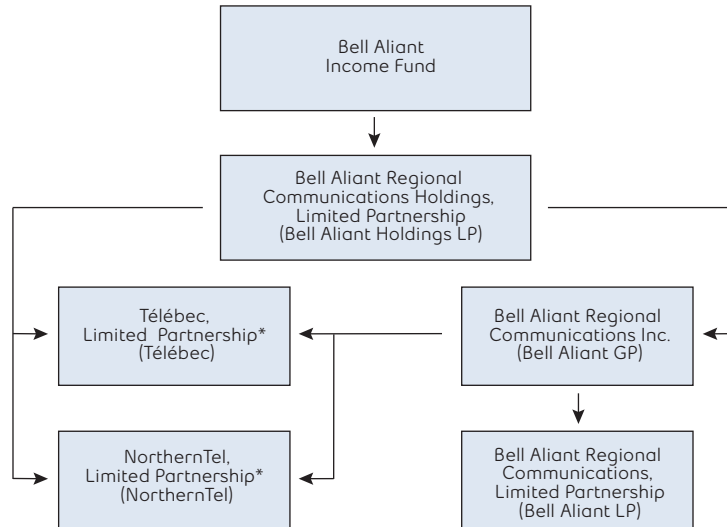 Bell Aliant
Income Fund
Bell Aliant Regional
Communications Holdings,
Limited Partnership
(Bell Aliant Holdings LP)
Télébec,
Limited Partnership*
(Télébec)
Bell Aliant Regional
Communications Inc.
(Bell Aliant GP)
NorthernTel,
Limited Partnership*
(NorthernTel)
Bell Aliant Regional
Communications,
Limited Partnership
(Bell Aliant LP)